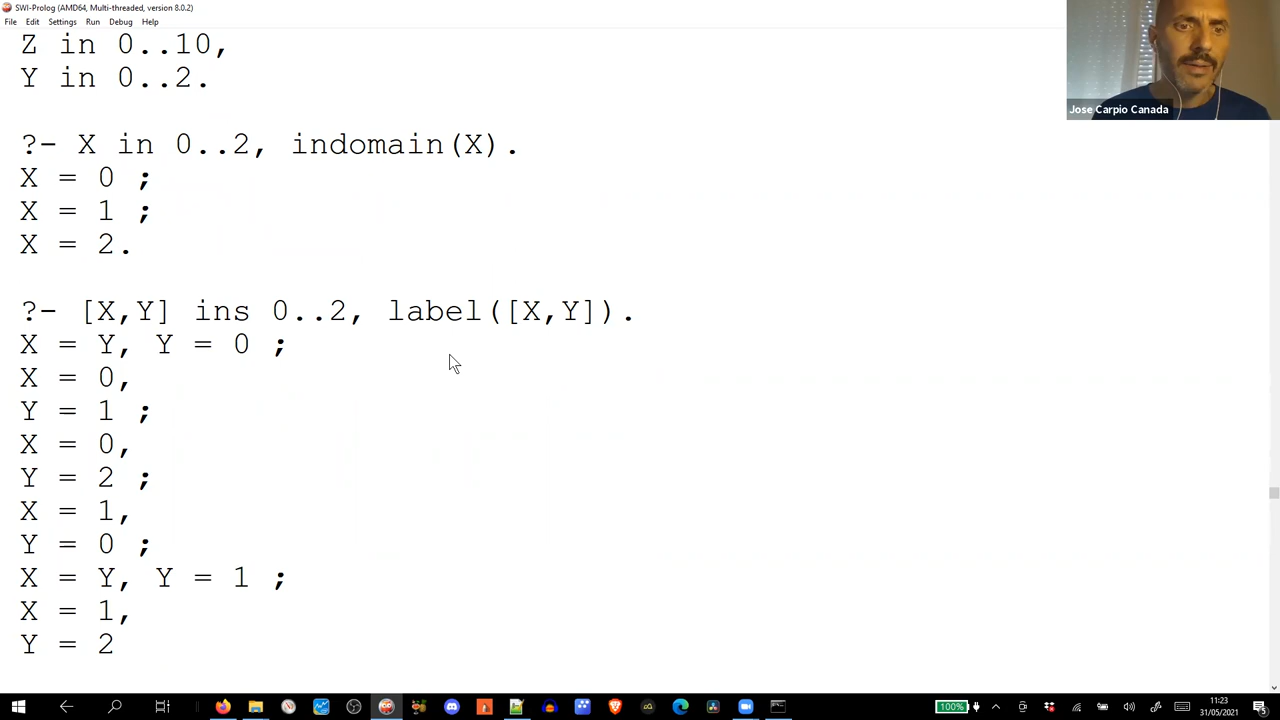 SWI-Prolog (AMD64, Multi-threaded, version 8.0.2)
File Edit Settings Run Debug Help
Z in 0..10,
Y in 0..2.
Jose Carpio Canada
?- X in 0..2, indomain(X).
X = 0 ;
X = 1 ;
X = 2.
?- [X,Y] ins 0..2, label([X,Y]).
X = Y, Y = 0 ;
X = 0,
Y = 1 ;
X = 0,
Y = 2 ;
X = 1,
Y = 0 ;
X = Y, Y = 1 ;
X = 1,
Y = 2
100%
11:23
31/05/2021